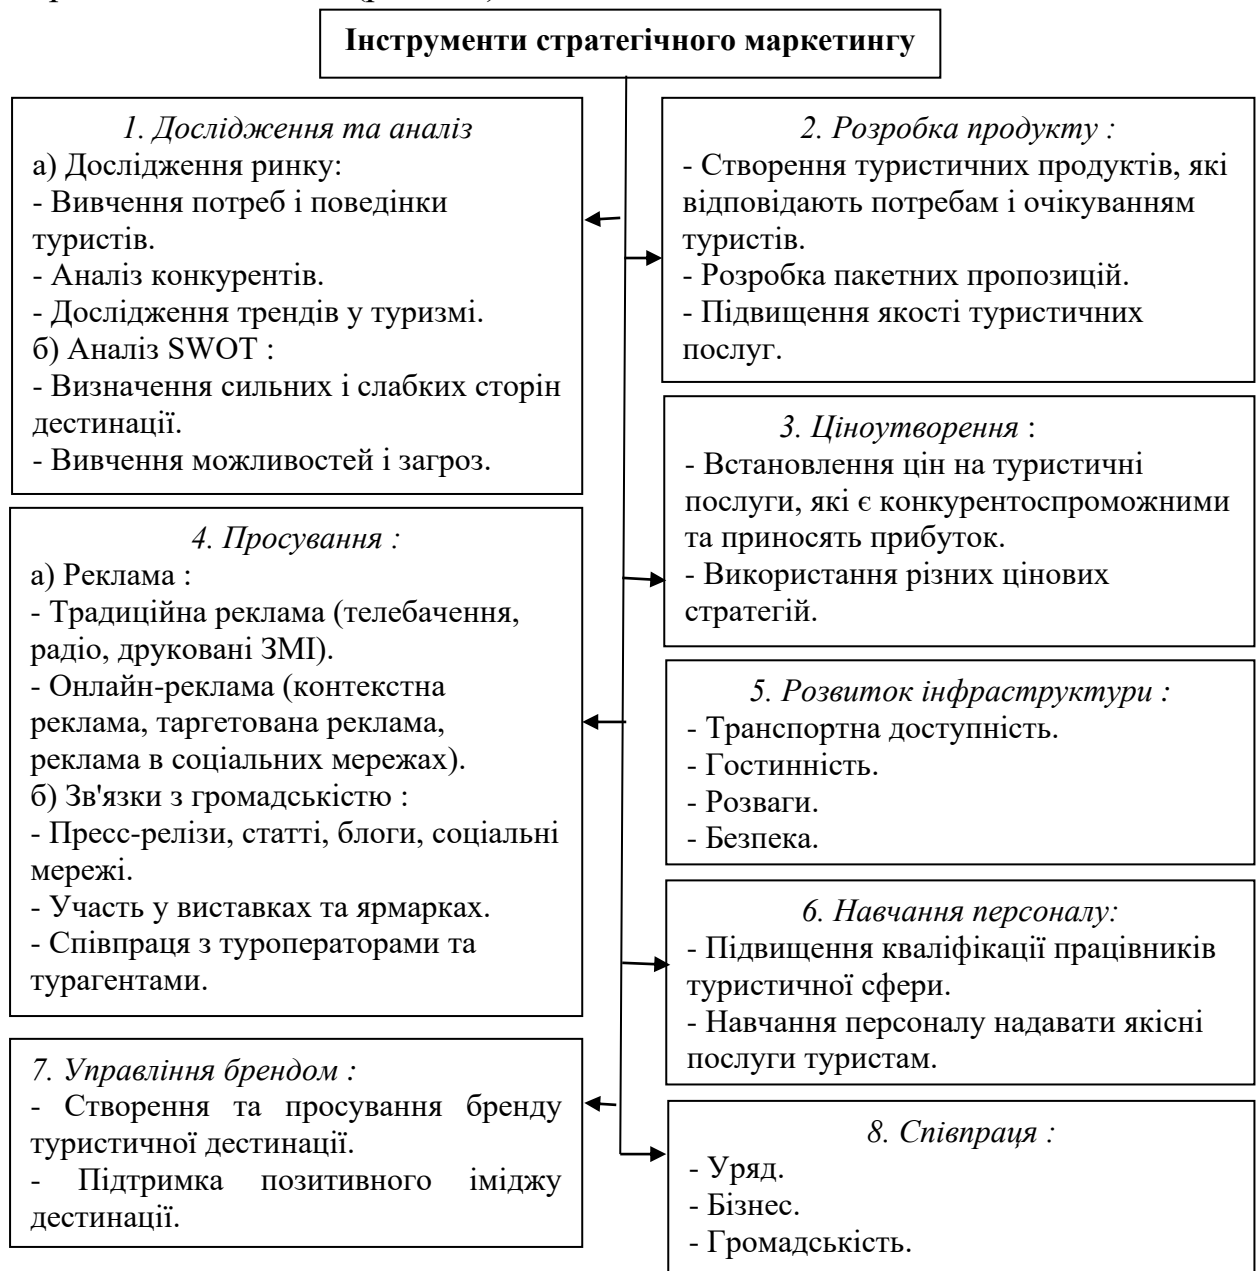 Інструменти стратегічного маркетингу
1. Дослідження та аналіз
а) Дослідження ринку:
- Вивчення потреб і поведінки
туристів.
- Аналіз конкурентів.
- Дослідження трендів у туризмі.
б) Аналіз SWOT :
- Визначення сильних і слабких сторін
дестинації.
- Вивчення можливостей і загроз.
2. Розробка продукту :
- Створення туристичних продуктів, які
відповідають потребам і очікуванням
туристів.
- Розробка пакетних пропозицій.
- Підвищення якості туристичних
послуг.
3. Ціноутворення :
- Встановлення цін на туристичні
послуги, які є конкурентоспроможними
та приносять прибуток.
- Використання різних цінових
стратегій.
4. Просування :
а) Реклама :
- Традиційна реклама (телебачення,
радіо, друковані ЗМІ).
- Онлайн-реклама (контекстна
реклама, таргетована реклама,
реклама в соціальних мережах).
б) Зв'язки з громадськістю :
- Пресс-релізи, статті, блоги, соціальні
мережі.
- Участь у виставках та ярмарках.
- Співпраця з туроператорами та
турагентами.
5. Розвиток інфраструктури :
- Транспортна доступність.
- Гостинність.
- Розваги.
- Безпека.
6. Навчання персоналу:
- Підвищення кваліфікації працівників
туристичної сфери.
- Навчання персоналу надавати якісні
послуги туристам.
7. Управління брендом :
- Створення та просування бренду
туристичної дестинації.
- Підтримка позитивного іміджу
дестинації.
8. Співпраця :
- Уряд.
- Бізнес.
- Громадськість.